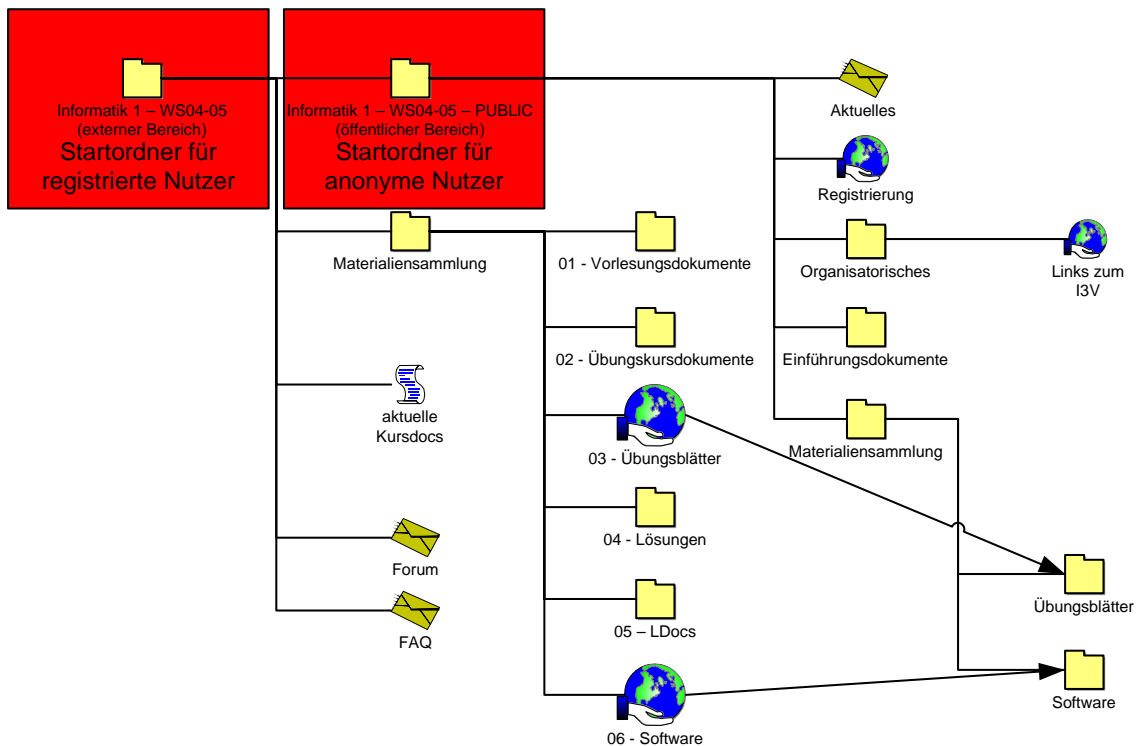 Informatik 1 – WS04-05
(externer Bereich)
Startordner für
registrierte Nutzer
Informatik 1 – WS04-05 – PUBLIC
(öffentlicher Bereich)
Startordner für
anonyme Nutzer
Aktuelles
Registrierung
Materialiensammlung
01 - Vorlesungsdokumente
Organisatorisches
Links zum
I3V
02 - Übungskursdokumente
Einführungsdokumente
aktuelle
Kursdocs
03 - Übungsblätter
Materialiensammlung
04 - Lösungen
Forum
Übungsblätter
05 – LDocs
FAQ
Software
06 - Software